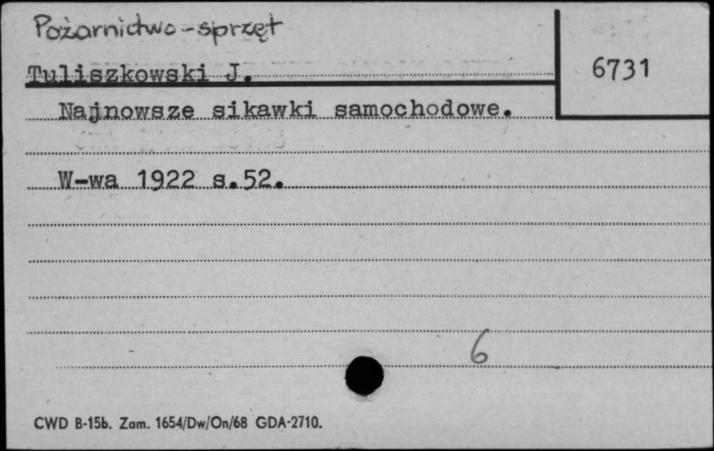 Pożarnictwo-sprzęt
6731
Tuliszkowski J.
Najnowsze sikawki samochodowe.
W-wa 1922 s.52.
6
CWD B-15b. Zam. 1654/Dw/On/68 GDA-2710.